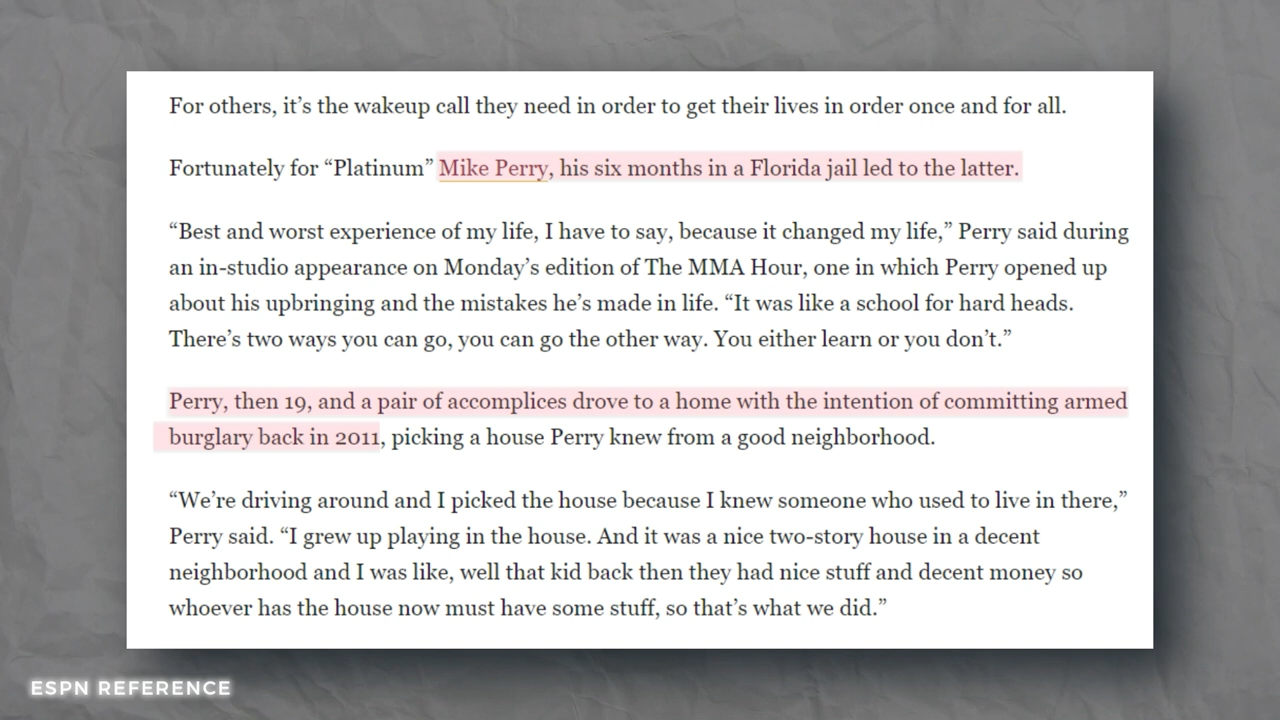 For others, it’s the wakeup call they need in order to get their lives in order once and for all.
Fortunately for “Platinum” Mike Perry, his six months in a Florida jail led to the latter.
“Best and worst experience of my life, I have to say, because it changed my life,” Perry said during
an in-studio appearance on Monday’s edition of The MMA Hour, one in which Perry opened up
about his upbringing and the mistakes he’s made in life. “It was like a school for hard heads.
There’s two ways you can go, you can go the other way. You either learn or you don’t.”
Perry, then 19, and a pair of accomplices drove to a home with the intention of committing armed
burglary back in 2011, picking a house Perry knew from a good neighborhood.
“We’re driving around and I picked the house because I knew someone who used to live in there,”
Perry said. “I grew up playing in the house. And it was a nice two-story house in a decent
neighborhood and I was like, well that kid back then they had nice stuff and decent money so
whoever has the house now must have some stuff, so that’s what we did.”
ESPN REFERENCE